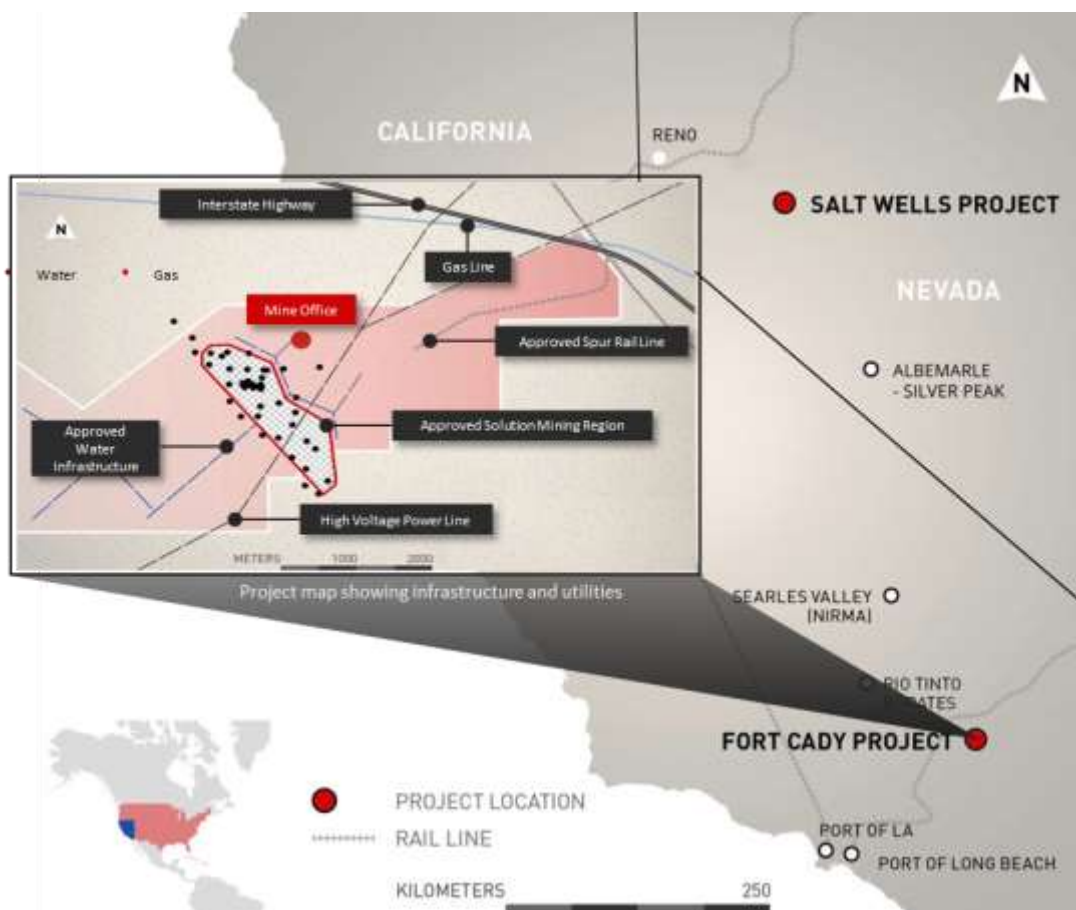 CALIFORNIA
RENO
N
SALT WELLS PROJECT
NEVADA
Interstate Highway
N
Gas Line
Water
Gas
Mine Office
Approved Spur Rail Line
ALBEMARLE
- SILVER PEAK
Approved
Water
Infrastructure
Approved Solution Mining Region
High Voltage Power Line
METERS 1000 2000
Project map showing infrastructure and utilities
SEARLES VALLEY
(NIRMA)
RIO TINTO
FORT CADY PROJECT
PROJECT LOCATION
RAIL LINE
PORT OF LA
PORT OF LONG BEACH
KILOMETERS 250